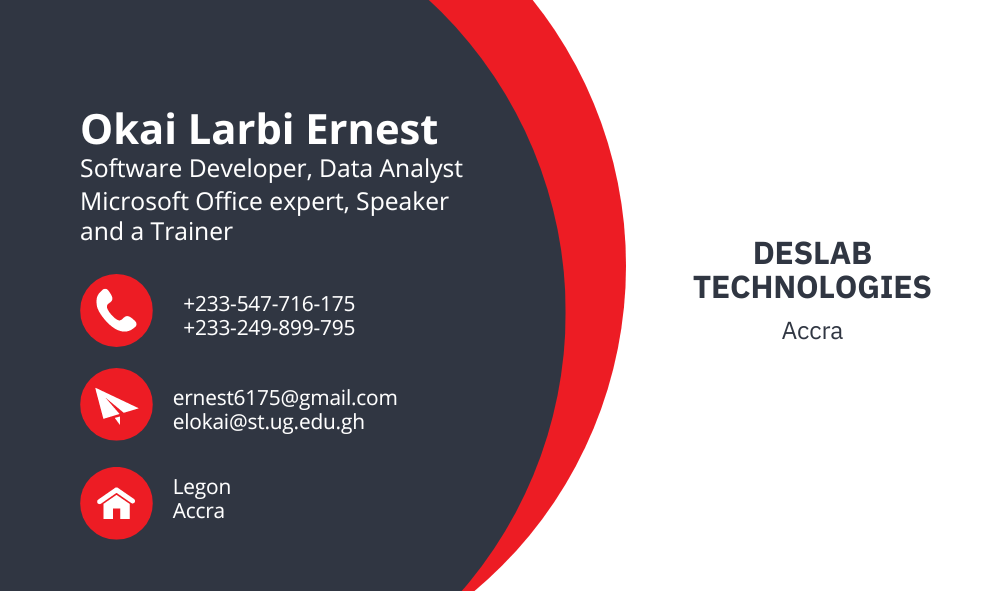 Okai Larbi Ernest
Software Developer, Data Analyst
Microsoft Office expert, Speaker
and a Trainer
+233-547-716-175
+233-249-899-795
ernest6175@gmail.com
elokai@st.ug.edu.gh
Legon
Accra
DESLAB
TECHNOLOGIES
Accra